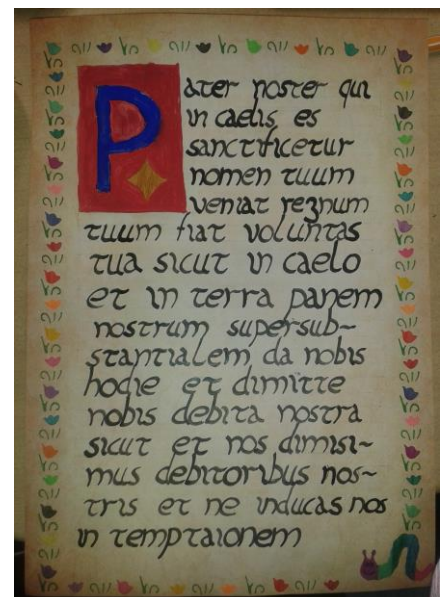 Pater noster qui
in caelis es
sanctificetur
nomen tuum
veniat regnum
tuum fiat voluntas
tua sicut in caelo
et in terra panem
nostrum supersub~
stantialem da nobis
hodie et dimitte
nobis debita nostra
sicut et nos dimisi~
mus debitoribus nos~
tris et ne inducas nos
in temptaionem